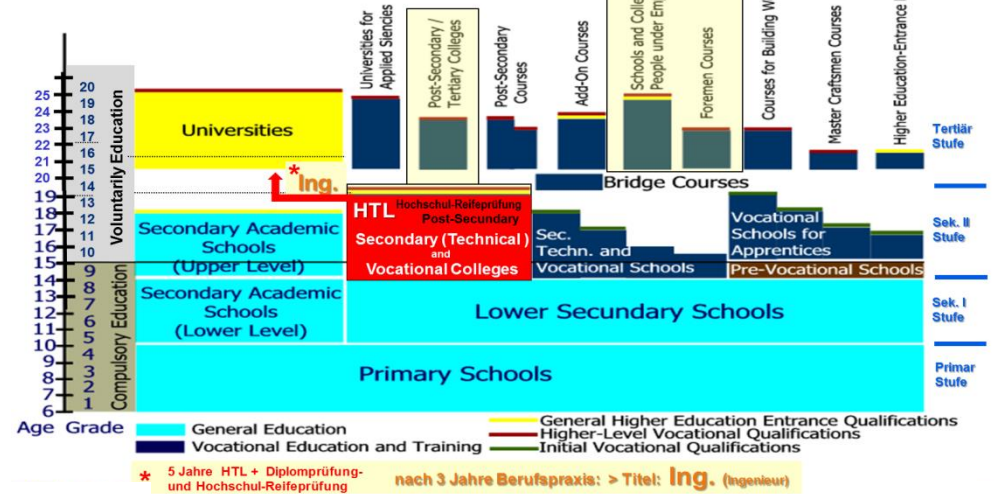 Universities for
Applied Siencies
Post-Secondary /
Tertiary Colleges
Post-Secondary
Courses
Add-On Courses
Schools and Colle
People under Em
Foremen Courses
Courses for Building W
Master Craftsmen Courses
Higher Education-Entrance
25
24
23
22
21
20
19
18
17
16
15
14
13
12
11
10
9
8
7
6
20
19
18
17
16
15
14
13
12
11
10
9
8
7
6
5
4
3
2
1
Voluntarily Education
Compulsory Education
Age Grade
Universities
* Ing.
Bridge Courses
HTL Hochschul-Reifeprüfung
Post-Secundary
Secondary (Technical )
and
Vocational Colleges
Secondary Academic
Schools
(Upper Level)
Sec.
Techn. and
Vocational Schools
Vocational
Schools for
Apprentices
Pre-Vocational Schools
Secondary Academic
Schools
(Lower Level)
Lower Secondary Schools
Primary Schools
Tertiär
Stufe
Sek. II
Stufe
Sek. I
Stufe
Primar
Stufe
General Education
Vocational Education and Training
General Higher Education Entrance Qualifications
Higher-Level Vocational Qualifications
Initial Vocational Qualifications
* 5 Jahre HTL + Diplomprüfung-
und Hochschul-Reifeprüfung
nach 3 Jahre Berufspraxis: > Titel: Ing. (Ingenieur)